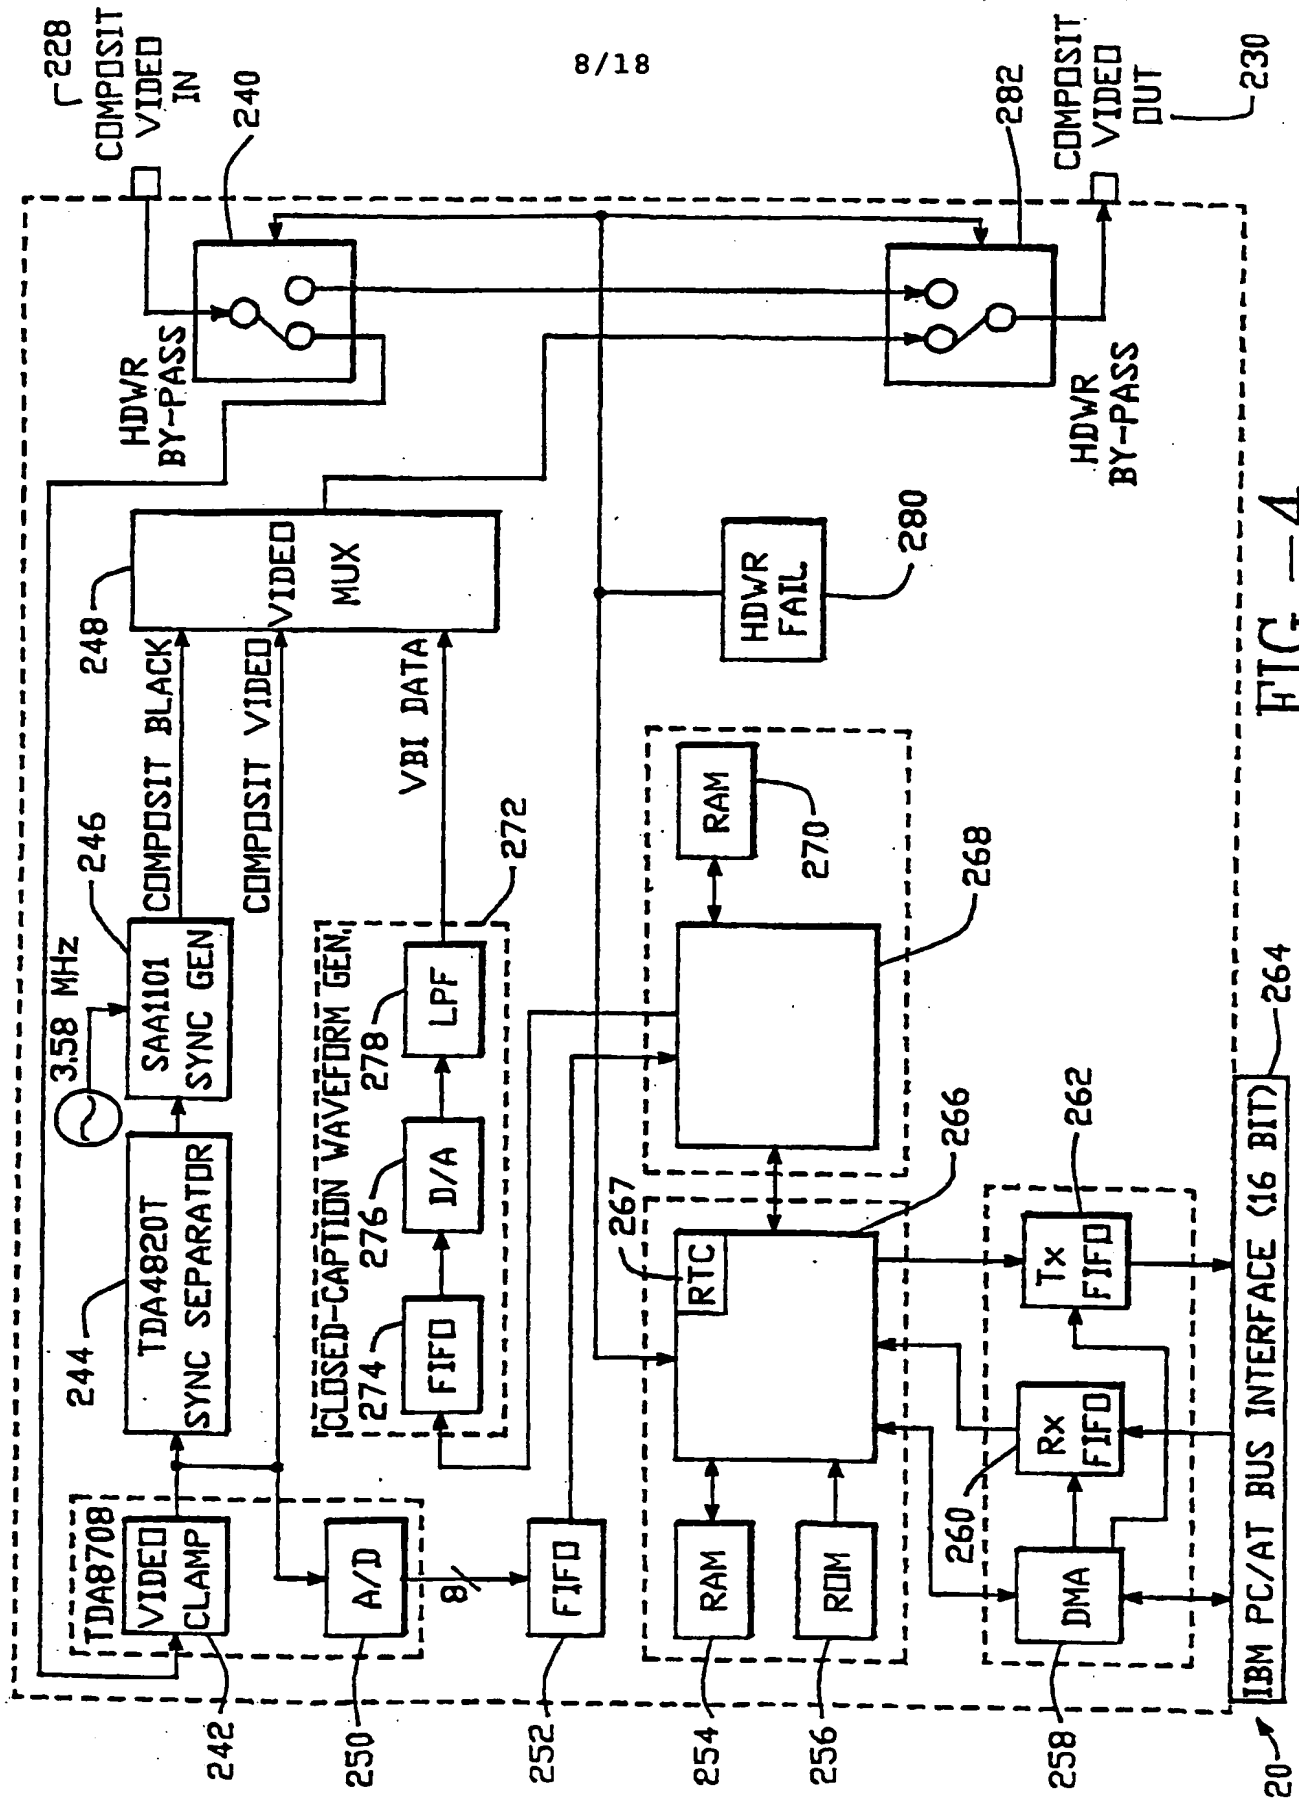 8/18
228
COMPOSIT
VIDEO
IN
240
HDWR
BY-PASS
3.58 MHz
246
SAA1101
SYNC GEN
244
TDA4820T
SYNC SEPARATOR
TDA8708
VIDEO
CLAMP
242
COMPOSIT BLACK
COMPOSIT VIDEO
VBI DATA
248
VIDEO
MUX
CLOSED-CAPTION WAVEFORM GEN.
272
274
FIFO
276
D/A
278
LPF
A/D
250
8
FIFO
252
HDWR
FAIL
280
282
HDWR
BY-PASS
COMPOSIT
VIDEO
OUT
230
RAM
254
ROM
256
RTC
267
266
268
RAM
270
DMA
258
260
Rx
FIFO
Tx
FIFO
262
IBM PC/AT BUS INTERFACE (16 BIT)
264
20
FIG -4